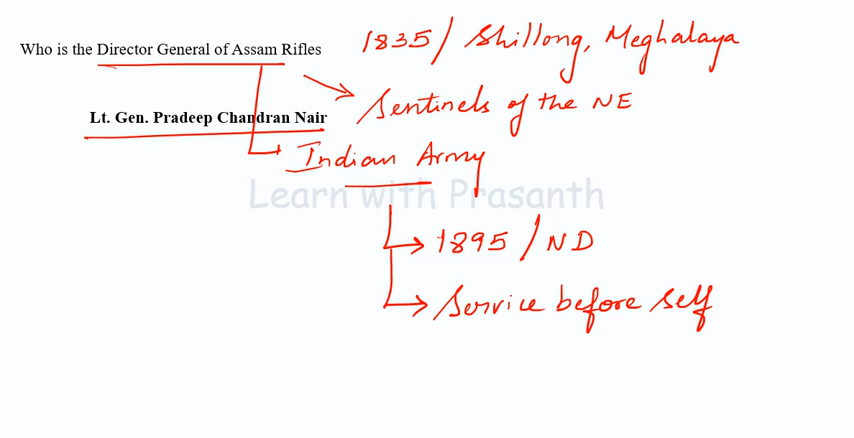 Who is the Director General of Assam Rifles
1835/ Shillong, Meghalaya
Sentinels of the NE
Lt. Gen. Pradeep Chandran Nair
Indian Army
Learn with Prasanth
1895 / ND
Service before self